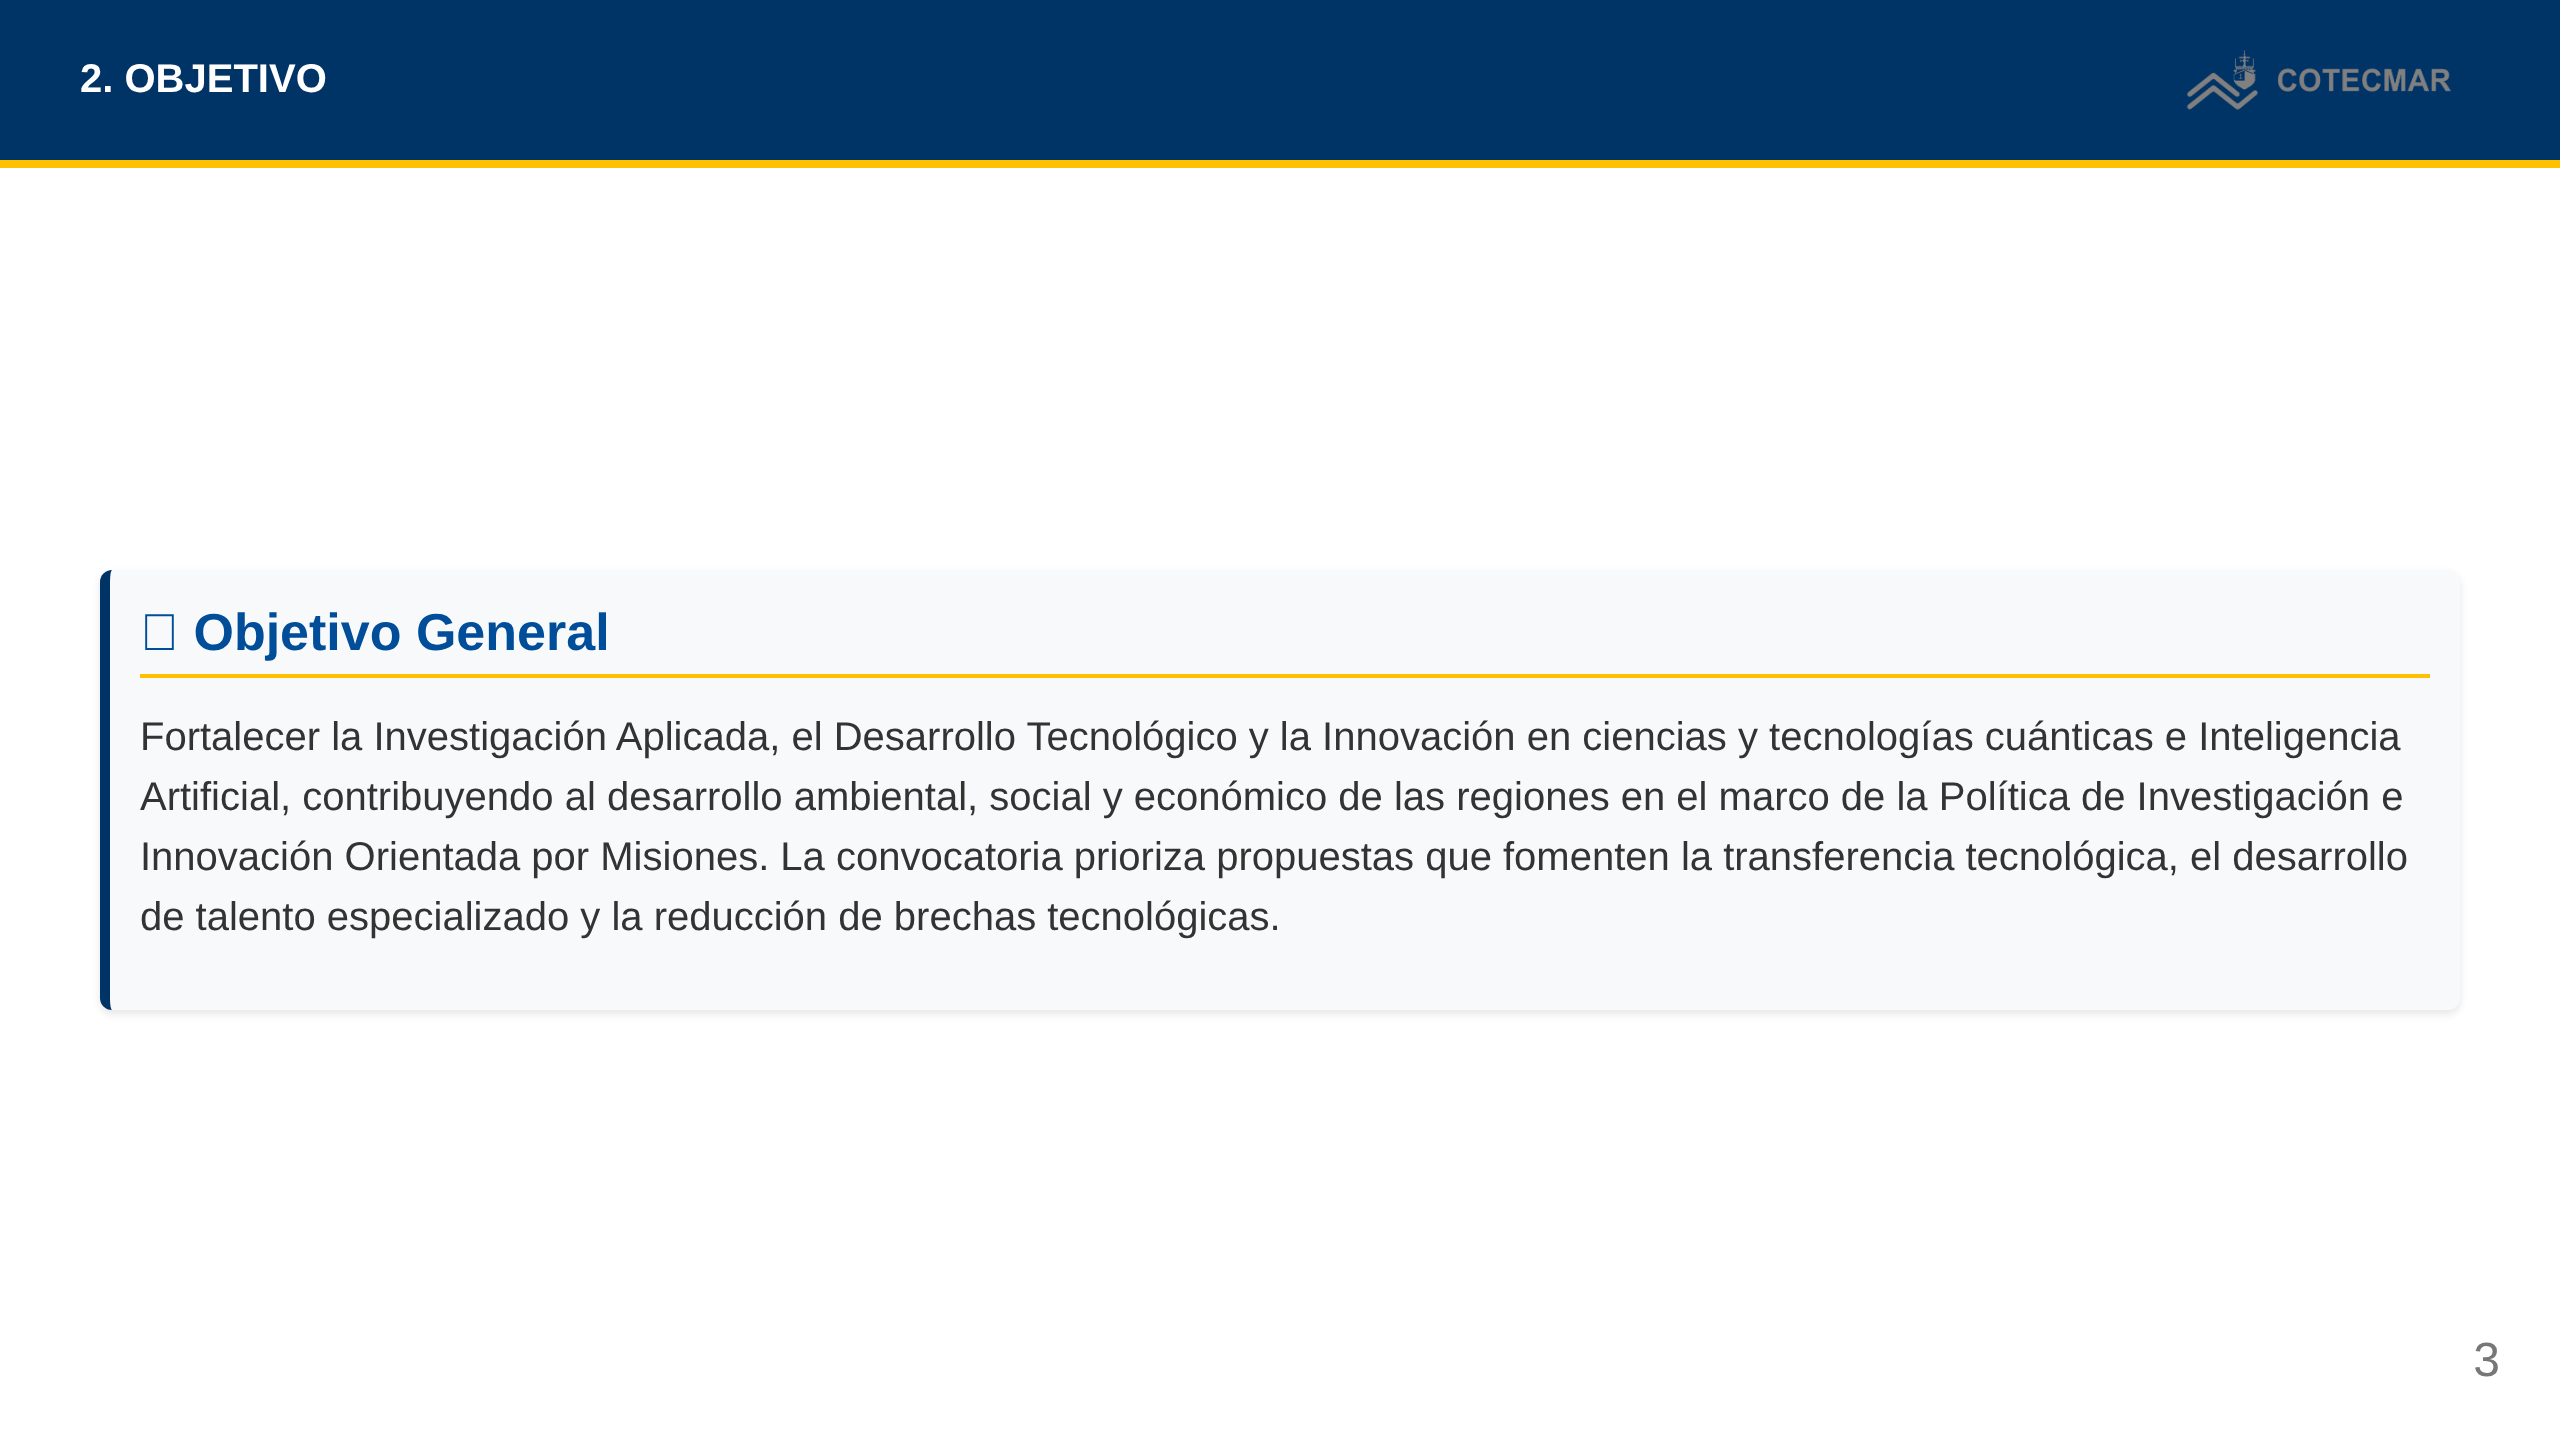 2. OBJETIVO
COTECMAR
Objetivo General
Fortalecer la Investigación Aplicada, el Desarrollo Tecnológico y la Innovación en ciencias y tecnologías cuánticas e Inteligencia
Artificial, contribuyendo al desarrollo ambiental, social y económico de las regiones en el marco de la Política de Investigación e
Innovación Orientada por Misiones. La convocatoria prioriza propuestas que fomenten la transferencia tecnológica, el desarrollo
de talento especializado y la reducción de brechas tecnológicas.
3